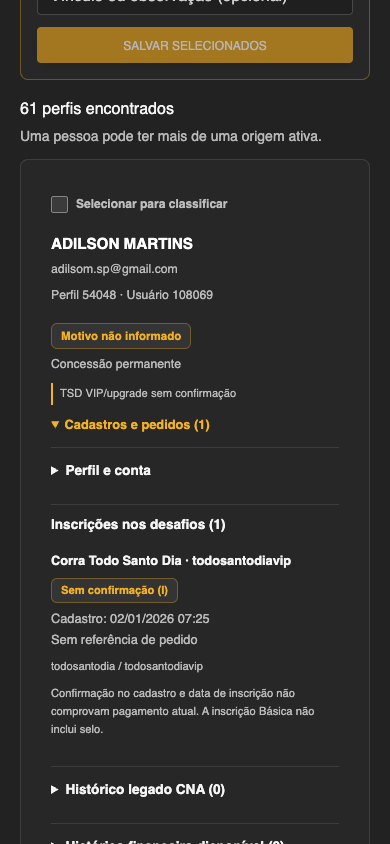 Vínculo ou observação (opcional)
SALVAR SELECIONADOS
61 perfis encontrados
Uma pessoa pode ter mais de uma origem ativa.
Selecionar para classificar
ADILSON MARTINS
adilsom.sp@gmail.com
Perfil 54048 · Usuário 108069
Motivo não informado
Concessão permanente
TSD VIP/upgrade sem confirmação
▼ Cadastros e pedidos (1)
▶ Perfil e conta
Inscrições nos desafios (1)
Corra Todo Santo Dia · todosantodiavip
Sem confirmação (I)
Cadastro: 02/01/2026 07:25
Sem referência de pedido
todosantodia / todosantodiavip
Confirmação no cadastro e data de inscrição não
comprovam pagamento atual. A inscrição Básica não
inclui selo.
▶ Histórico legado CNA (0)